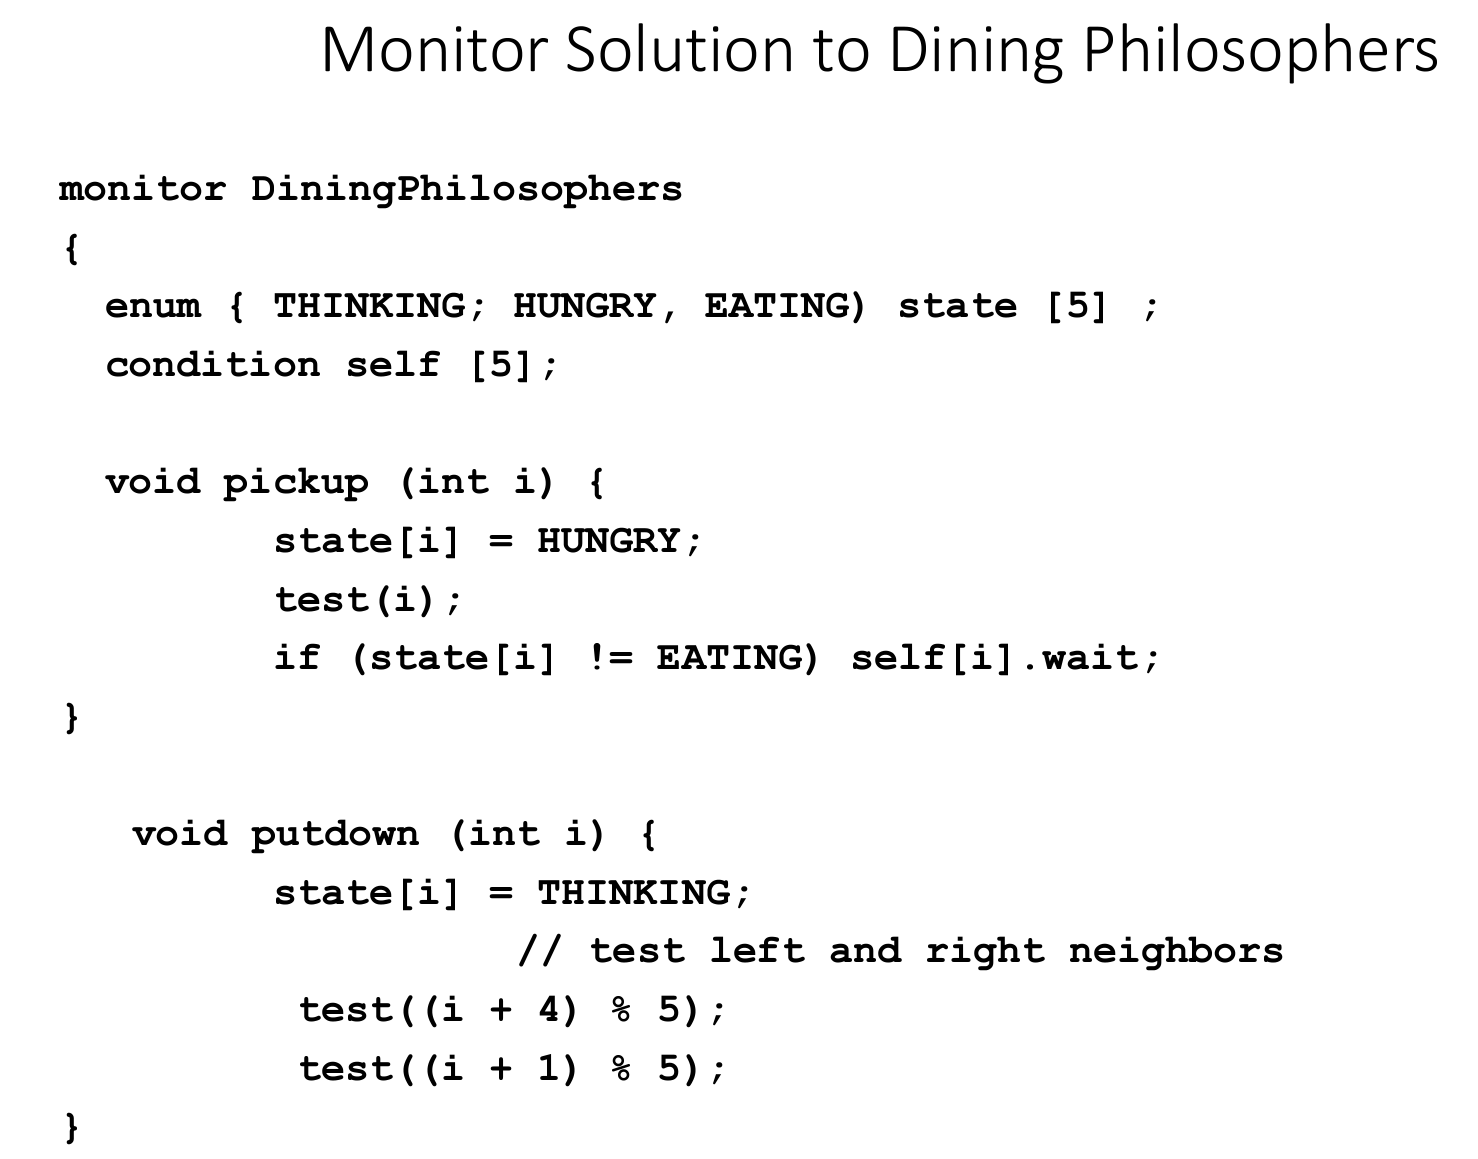 Monitor Solution to Dining Philosophers
monitor DiningPhilosophers
{
enum { THINKING; HUNGRY, EATING) state [5] ;
condition self [5];
void pickup (int i) {
state[i] = HUNGRY;
test(i);
if (state[i] != EATING) self[i].wait;
}
void putdown (int i) {
state[i] = THINKING;
// test left and right neighbors
test((i + 4) % 5);
test((i + 1) % 5);
}